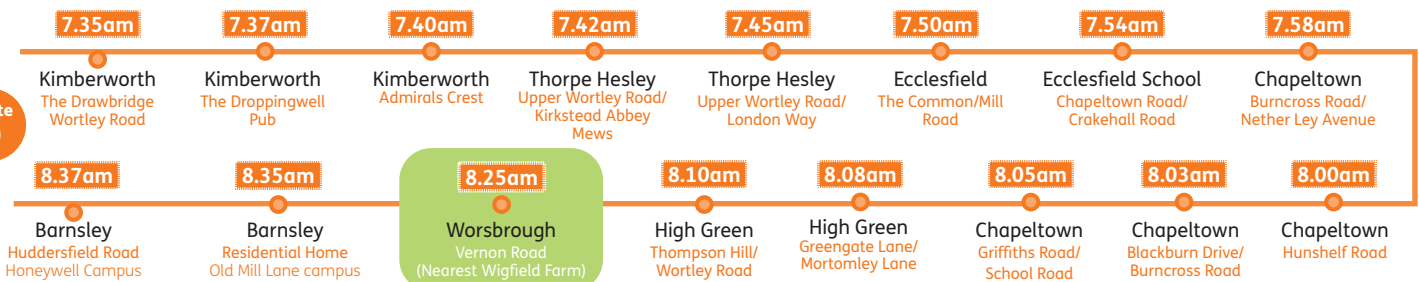 7.35am
7.37am
7.40am
7.42am
7.45am
7.50am
7.54am
7.58am
Kimberworth
The Drawbridge
Wortley Road
Kimberworth
The Droppingwell
Pub
Kimberworth
Admirals Crest
Thorpe Hesley
Upper Wortley Road/
Kirkstead Abbey
Mews
Thorpe Hesley
Upper Wortley Road/
London Way
Ecclesfield
The Common/Mill
Road
Ecclesfield School
Chapeltown Road/
Crakehall Road
Chapeltown
Burncross Road/
Nether Ley Avenue
8.37am
8.35am
8.25am
8.10am
8.08am
8.05am
8.03am
8.00am
Barnsley
Huddersfield Road
Honeywell Campus
Barnsley
Residential Home
Old Mill Lane campus
Worsbrough
Vernon Road
(Nearest Wigfield Farm)
High Green
Thompson Hill/
Wortley Road
High Green
Greengate Lane/
Mortomley Lane
Chapeltown
Griffiths Road/
School Road
Chapeltown
Blackburn Drive/
Burncross Road
Chapeltown
Hunshelf Road